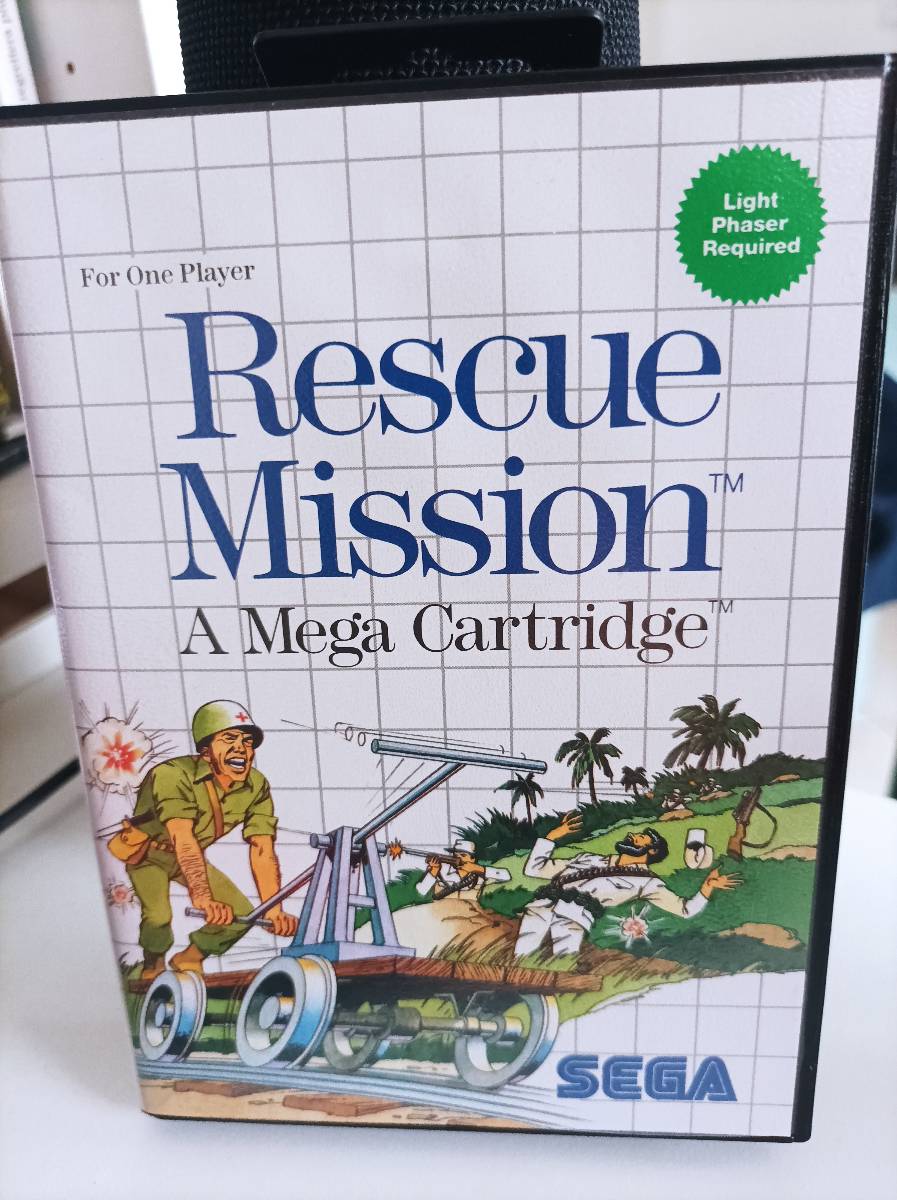 Light
Phaser
Required
For One Player
Rescue
Mission™
A Mega Cartridge™
SEGA